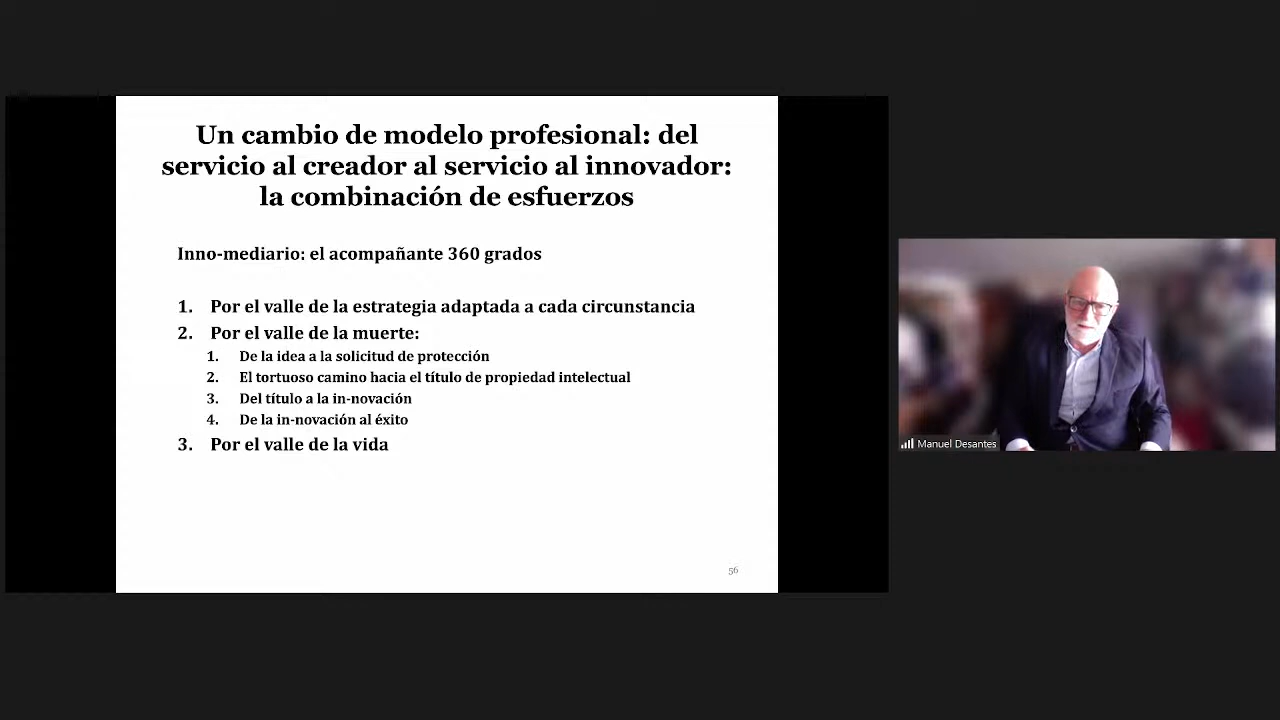 Un cambio de modelo profesional: del
servicio al creador al servicio al innovador:
la combinación de esfuerzos
Inno-mediario: el acompañante 360 grados
1. Por el valle de la estrategia adaptada a cada circunstancia
2. Por el valle de la muerte:
1. De la idea a la solicitud de protección
2. El tortuoso camino hacia el título de propiedad intelectual
3. Del título a la in-novación
4. De la in-novación al éxito
3. Por el valle de la vida
56
Manuel Desantes